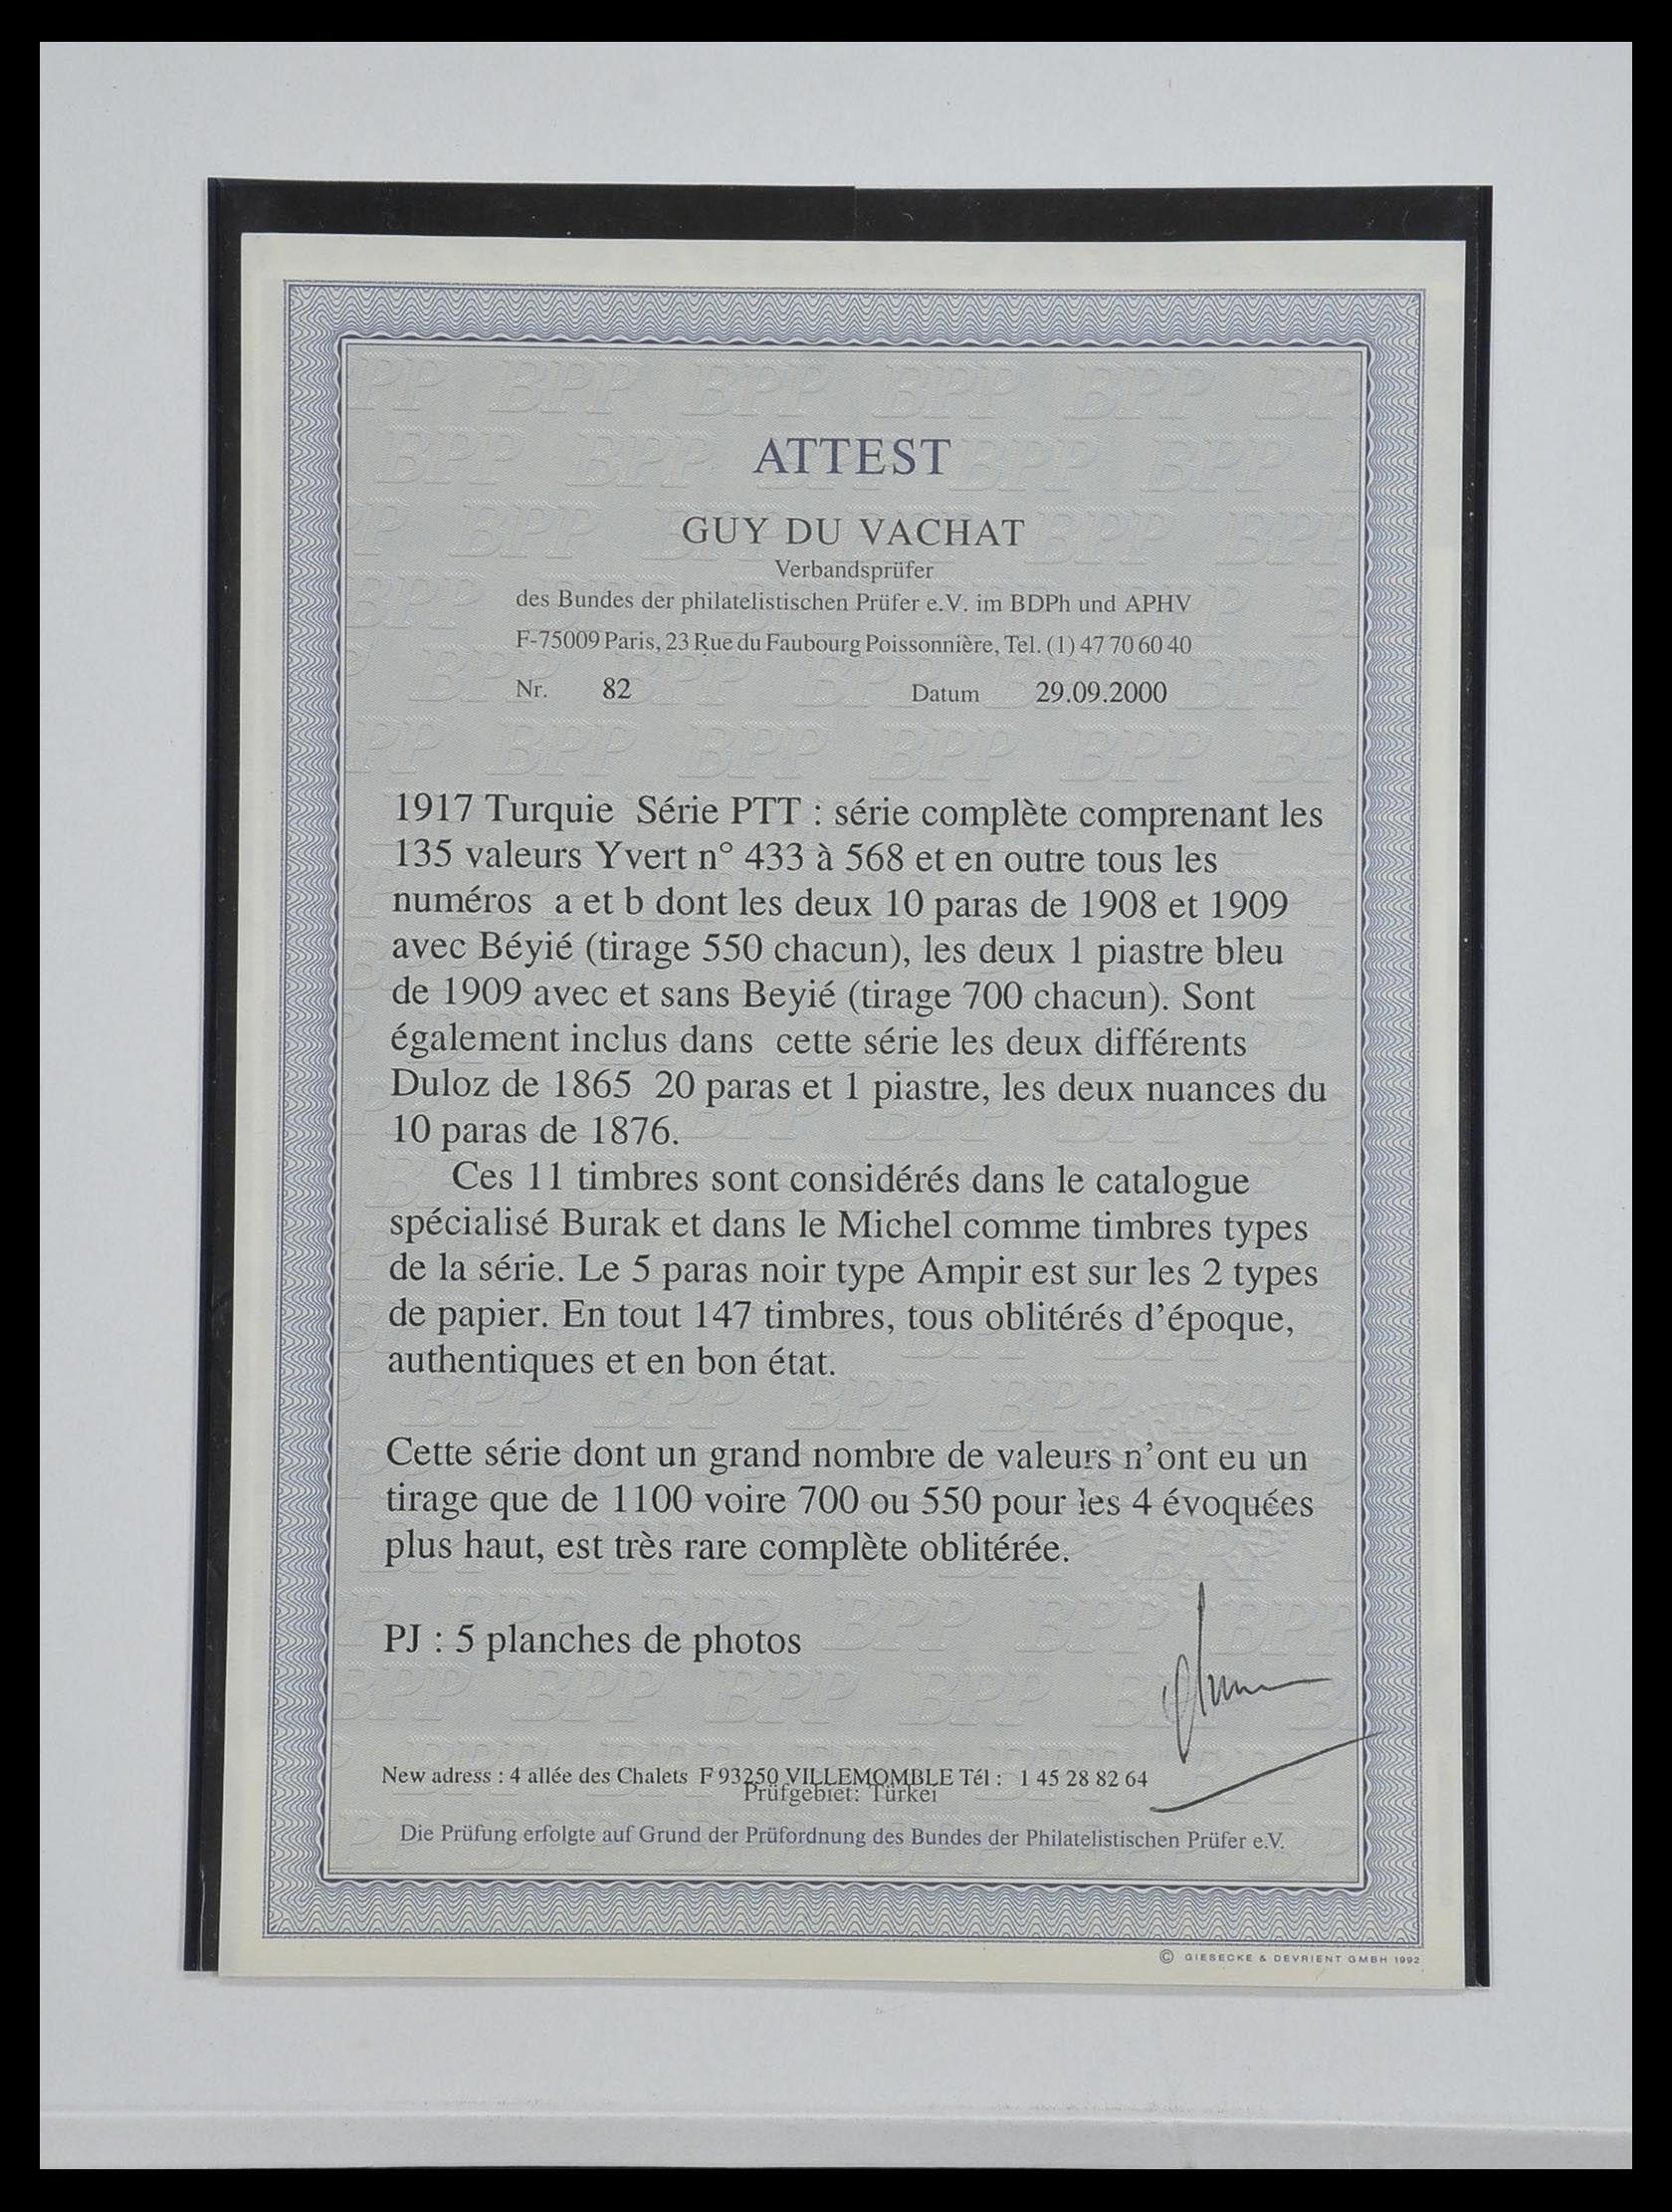 ATTEST
GUY DU VACHAT
Verbandsprüfer
des Bundes der philatelistischen Prüfer e.V. im BDPh und APHV
F-75009 Paris, 23 Rue du Faubourg Poissonnière, Tel. (1) 47 70 60 40
Nr. 82 Datum 29.09.2000
1917 Turquie Série PTT : série complète comprenant les
135 valeurs Yvert n° 433 à 568 et en outre tous les
numéros a et b dont les deux 10 paras de 1908 et 1909
avec Béyié (tirage 550 chacun), les deux 1 piastre bleu
de 1909 avec et sans Beyié (tirage 700 chacun). Sont
également inclus dans cette série les deux différents
Duloz de 1865 20 paras et 1 piastre, les deux nuances du
10 paras de 1876.
Ces 11 timbres sont considérés dans le catalogue
spécialisé Burak et dans le Michel comme timbres types
de la série. Le 5 paras noir type Ampir est sur les 2 types
de papier. En tout 147 timbres, tous oblitérés d'époque,
authentiques et en bon état.
Cette série dont un grand nombre de valeurs n'ont eu un
tirage que de 1100 voire 700 ou 550 pour les 4 évoquées
plus haut, est très rare complète oblitérée.
PJ : 5 planches de photos
New adress : 4 allée des Chalets F 93250 VILLEMOMBLE Tél : 1 45 28 82 64
Prüfgebiet: Türkei
Die Prüfung erfolgte auf Grund der Prüfordnung des Bundes der Philatelistischen Prüfer e.V.
© GIESECKE & DEVRIENT GMBH 1992